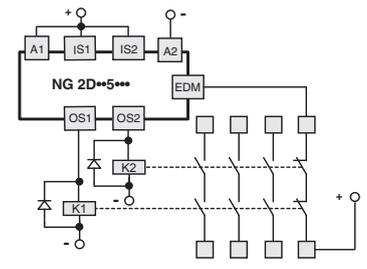 + -
A1 IS1 IS2 A2
NG 2D••5•••
EDM
OS1 OS2
K2
-
+
K1
-